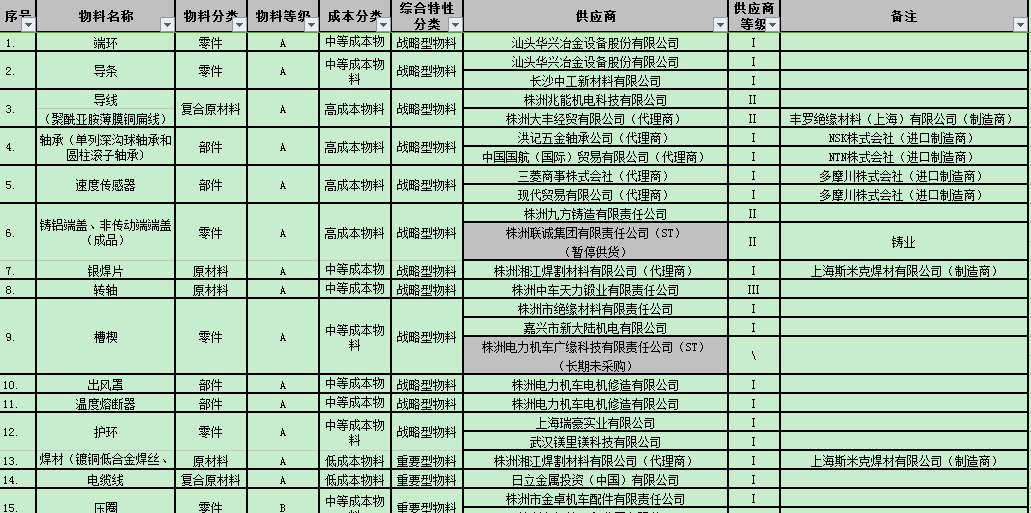 序号 物料名称 物料分类 物料等级 成本分类 综合特性分类 供应商 供应商等级 备注
1. 端环 零件 A 中等成本物 战略型物料 汕头华兴冶金设备股份有限公司 I
2. 导条 零件 A 中等成本物料 战略型物料 汕头华兴冶金设备股份有限公司 I
长沙中工新材料有限公司 I
3. 导线（聚酰亚胺薄膜铜扁线） 复合原材料 A 高成本物料 战略型物料 株洲兆能机电科技有限公司 II
株洲大丰经贸有限公司（代理商） II 丰罗绝缘材料（上海）有限公司（制造商）
4. 轴承（单列深沟球轴承和圆柱滚子轴承） 部件 A 高成本物料 战略型物料 洪记五金轴承公司（代理商） I NSK株式会社（进口制造商）
中国国航（国际）贸易有限公司（代理商） I NTN株式会社（进口制造商）
5. 速度传感器 部件 A 高成本物料 战略型物料 三菱商事株式会社（代理商） I 多摩川株式会社（进口制造商）
现代贸易有限公司（代理商） I 多摩川株式会社（进口制造商）
6. 铸铝端盖、非传动端端盖（成品） 零件 A 高成本物料 战略型物料 株洲九方铸造有限责任公司 II
株洲联诚集团有限责任公司（ST）（暂停供货） II 铸业
7. 银焊片 原材料 A 中等成本物 战略型物料 株洲湘江焊割材料有限公司（代理商） I 上海斯米克焊材有限公司（制造商）
8. 转轴 原材料 A 中等成本物 战略型物料 株洲中车天力锻业有限责任公司 III
9. 槽楔 零件 A 中等成本物料 战略型物料 株洲市绝缘材料有限公司 I
嘉兴市新大陆机电有限公司 I
株洲电力机车广缘科技有限责任公司（ST）（长期未采购） \
10. 出风罩 部件 A 中等成本物 战略型物料 株洲电力机车电机修造有限公司 I
11. 温度熔断器 部件 A 中等成本物 战略型物料 株洲电力机车电机修造有限公司 I
12. 护环 零件 A 中等成本物料 战略型物料 上海瑞豪实业有限公司 I
武汉镁里镁科技有限公司 I
13. 焊材（镀铜低合金焊丝、 原材料 A 低成本物料 重要型物料 株洲湘江焊割材料有限公司（代理商） I 上海斯米克焊材有限公司（制造商）
14. 电缆线 复合原材料 A 低成本物料 重要型物料 日立金属投资（中国）有限公司 I
15. 压圈 零件 B 中等成本物料 重要型物料 株洲市金卓机车配件有限责任公司 I